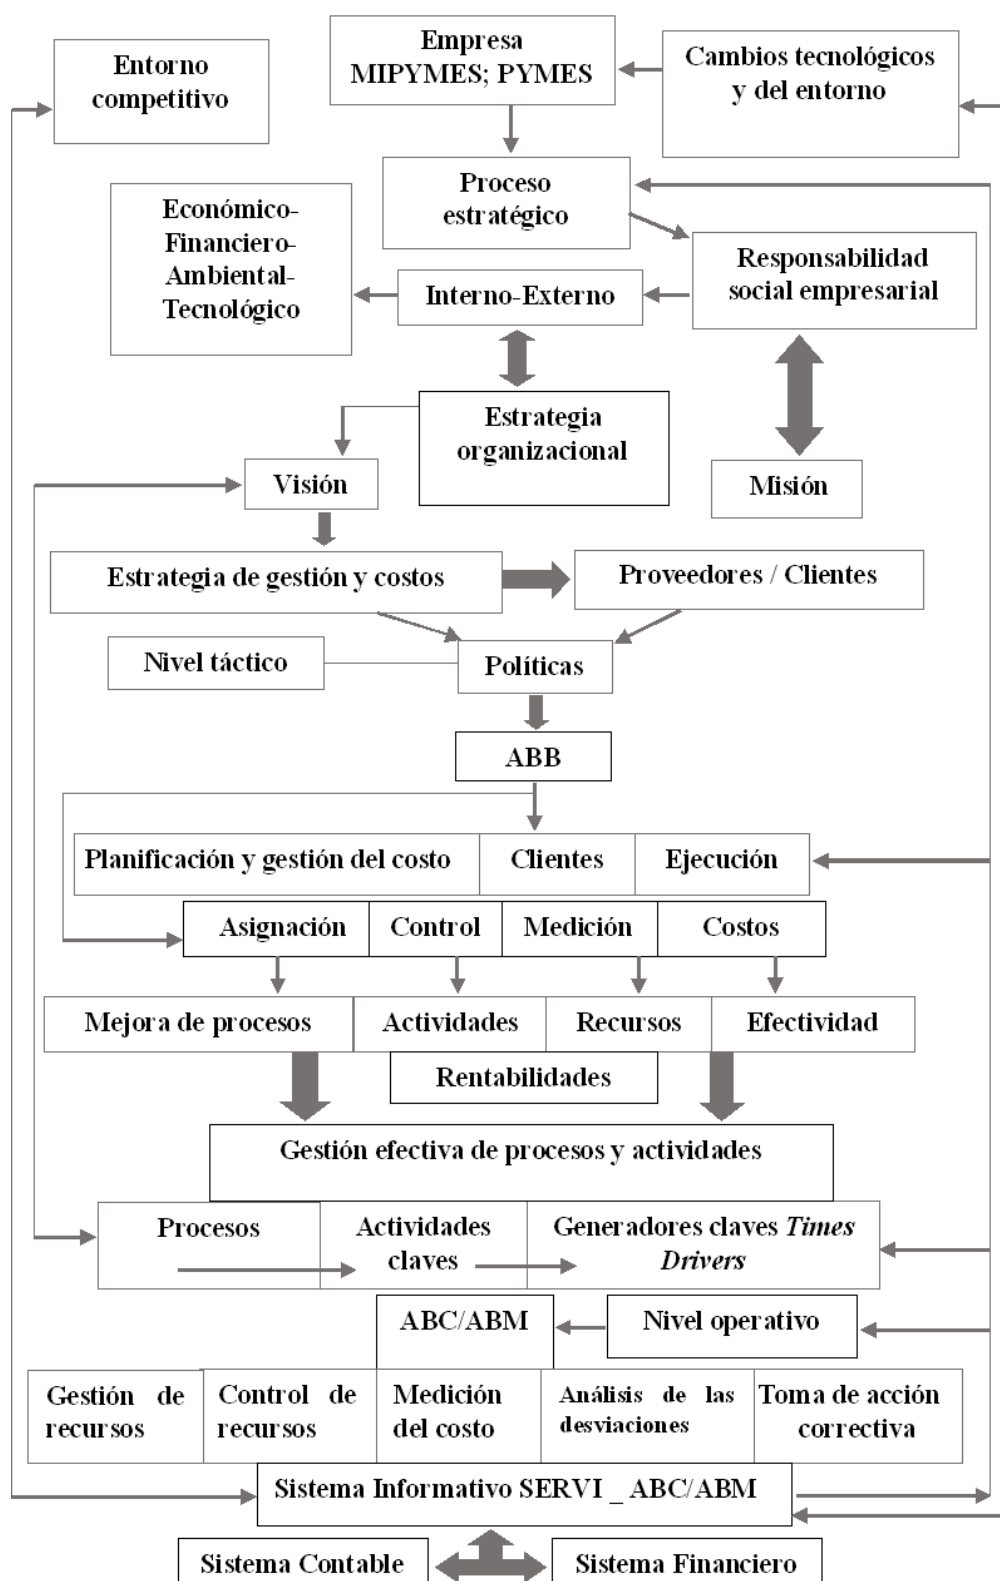 Empresa
MIPYMES; PYMES
Entorno
competitivo
Cambios tecnológicos
y del entorno
Proceso
estratégico
Económico-
Financiero-
Ambiental-
Tecnológico
Responsabilidad
social empresarial
Interno-Externo
Estrategia
organizacional
Visión
Misión
Estrategia de gestión y costos
Proveedores / Clientes
Nivel táctico
Políticas
ABB
Planificación y gestión del costo
Clientes
Ejecución
Asignación
Control
Medición
Costos
Mejora de procesos
Actividades
Recursos
Efectividad
Rentabilidades
Gestión efectiva de procesos y actividades
Procesos
Actividades
claves
Generadores claves Times
Drivers
ABC/ABM
Nivel operativo
Gestión de
recursos
Control de
recursos
Medición
del costo
Análisis de las
desviaciones
Toma de acción
correctiva
Sistema Informativo SERVI _ ABC/ABM
Sistema Contable
Sistema Financiero